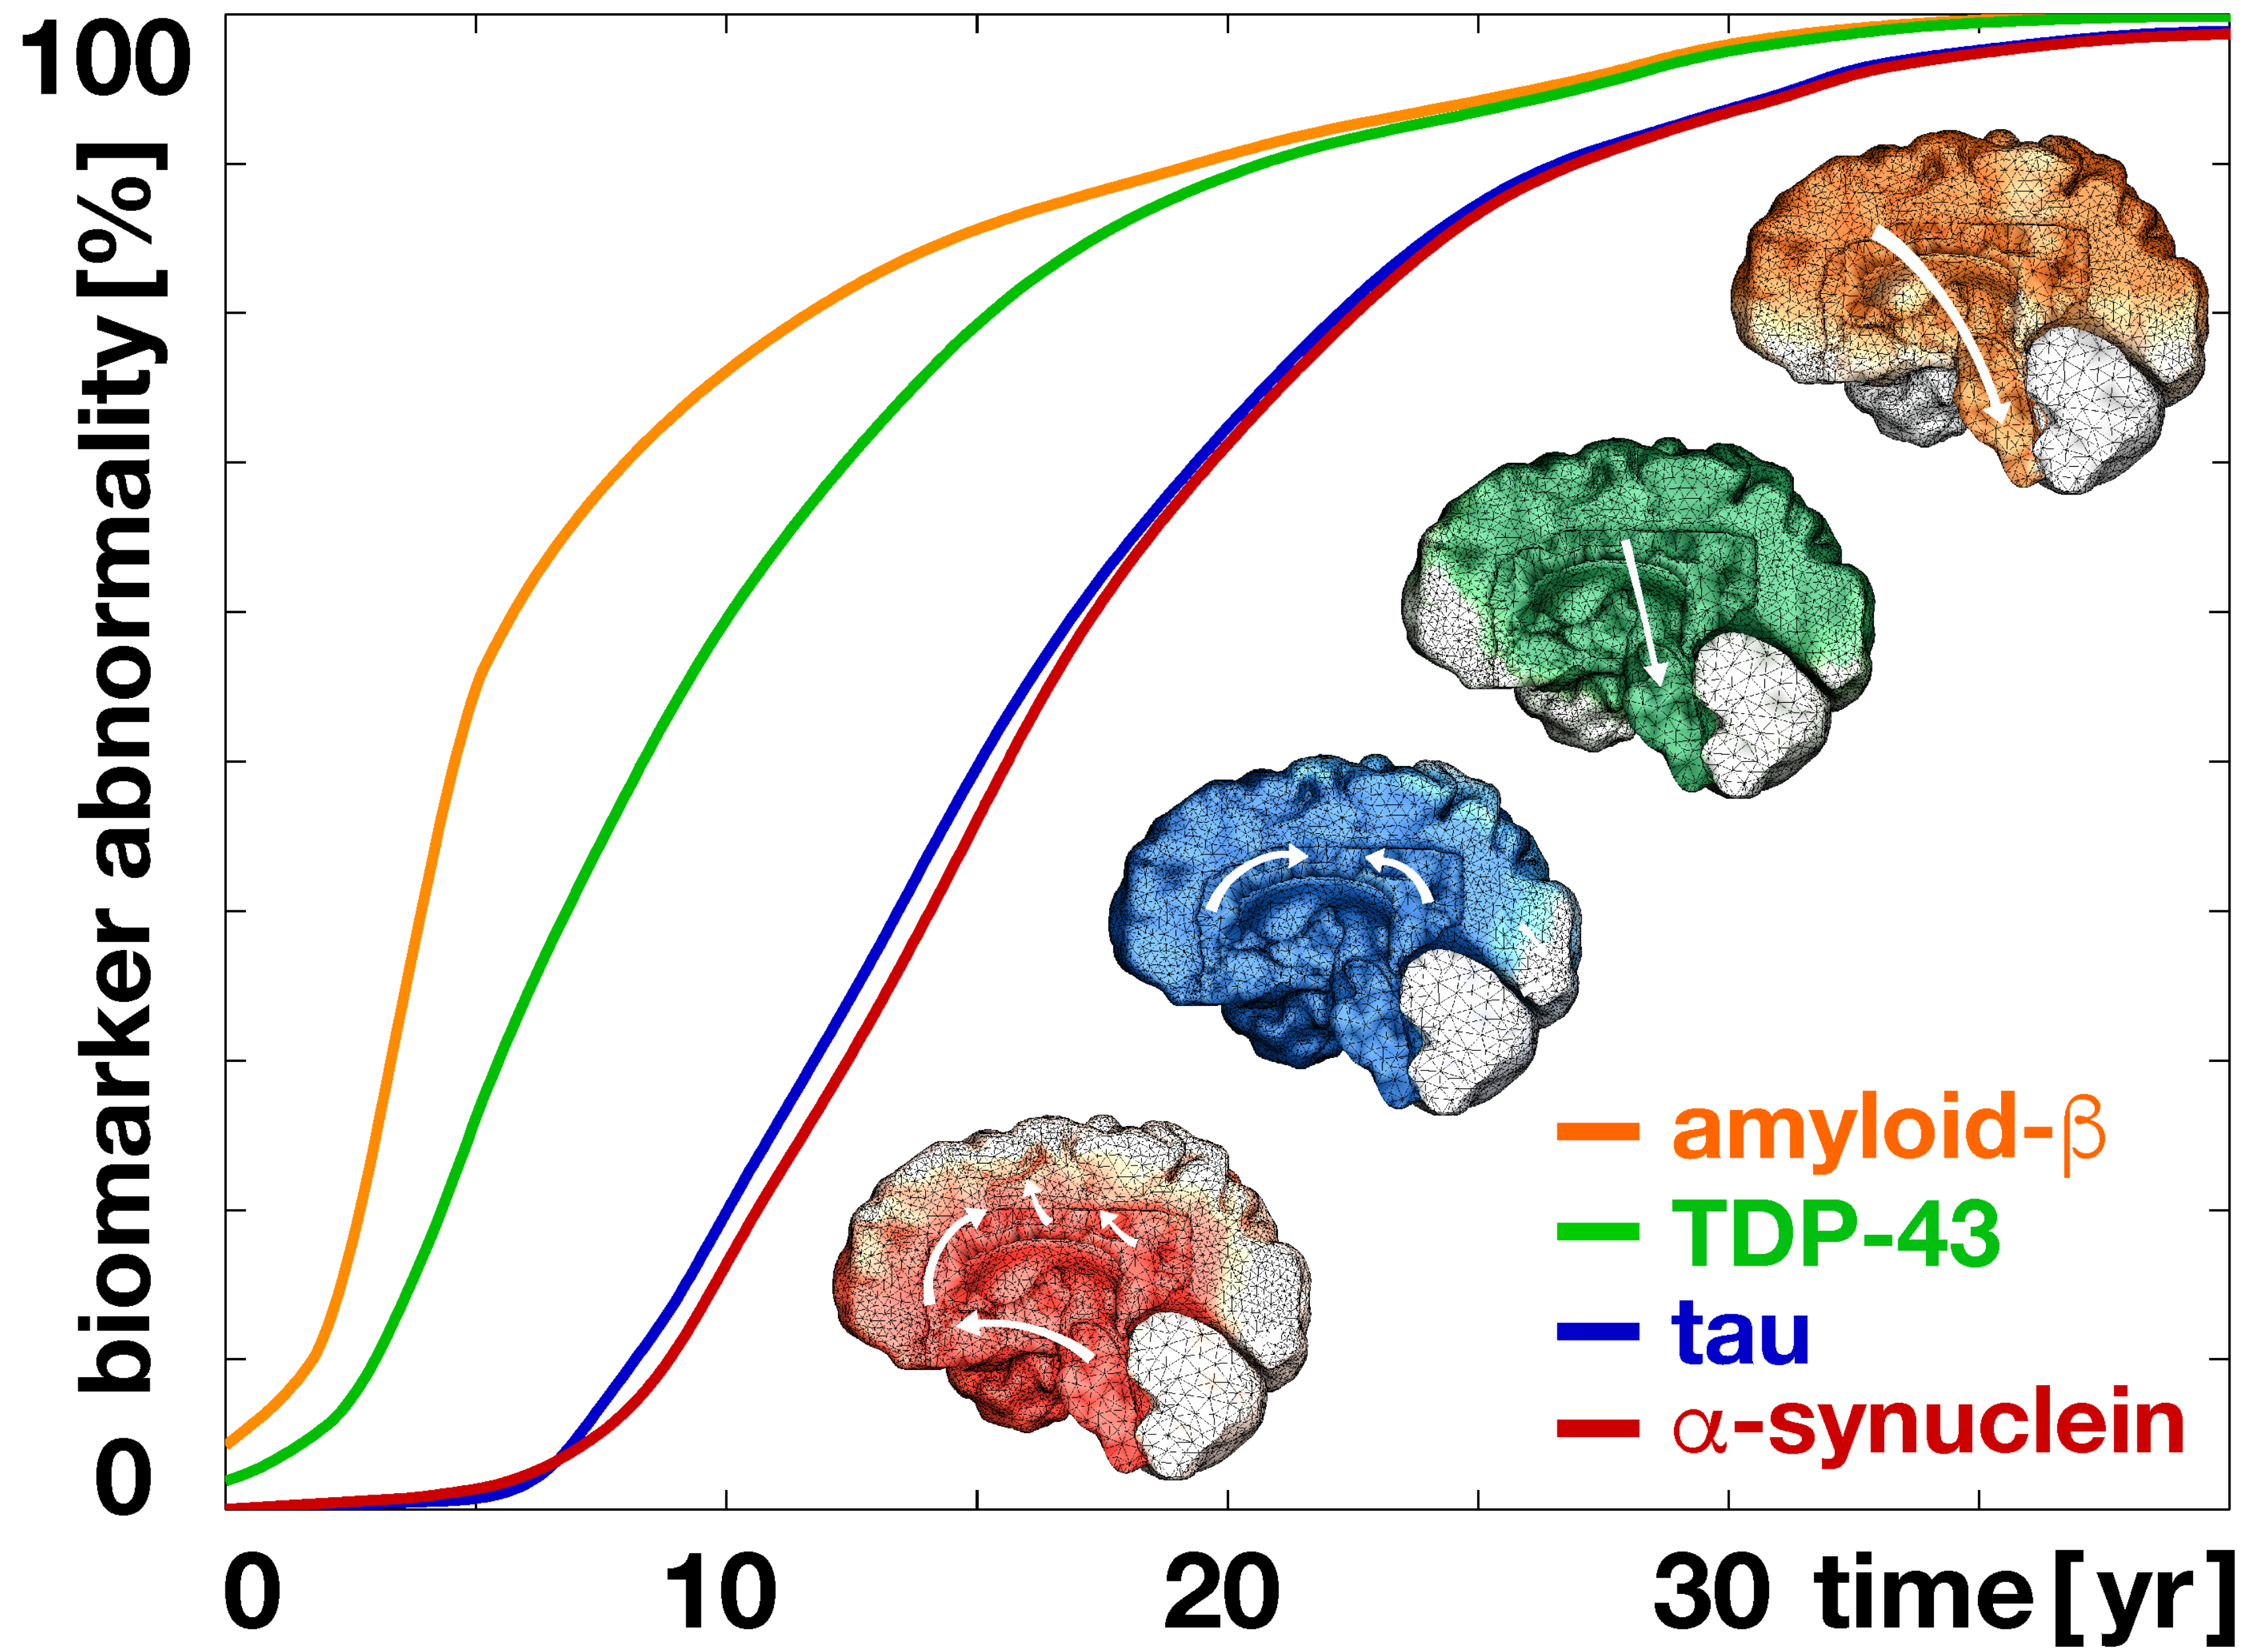 100
biomarker abnormality [%]
0
0 10 20 30 time [yr]
amyloid-β
TDP-43
tau
α-synuclein